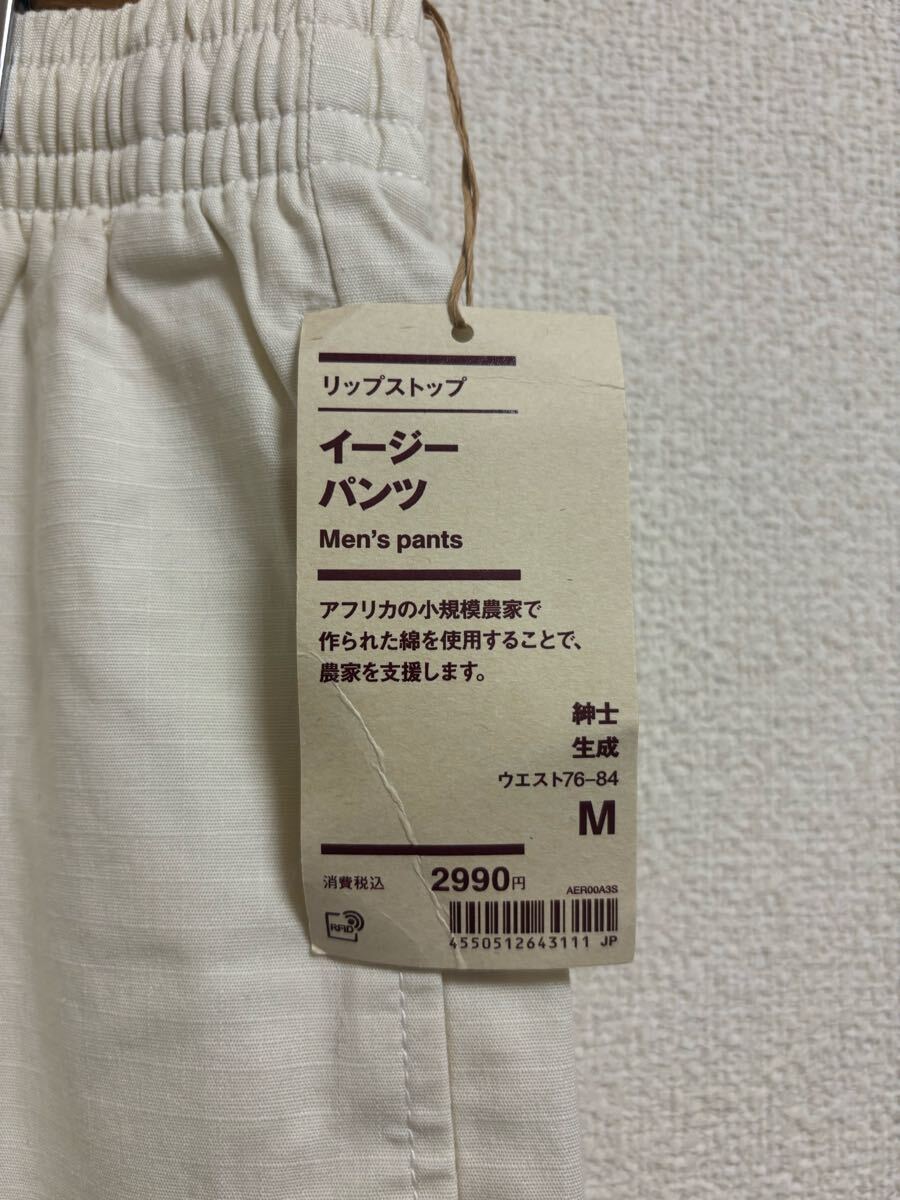 リップストップ
イージー
パンツ
Men's pants
アフリカの小規模農家で
作られた綿を使用することで、
農家を支援します。
紳士
生成
ウエスト76-84
M
消費税込 2990円
AER00A3S
RFID
4550512643111 JP